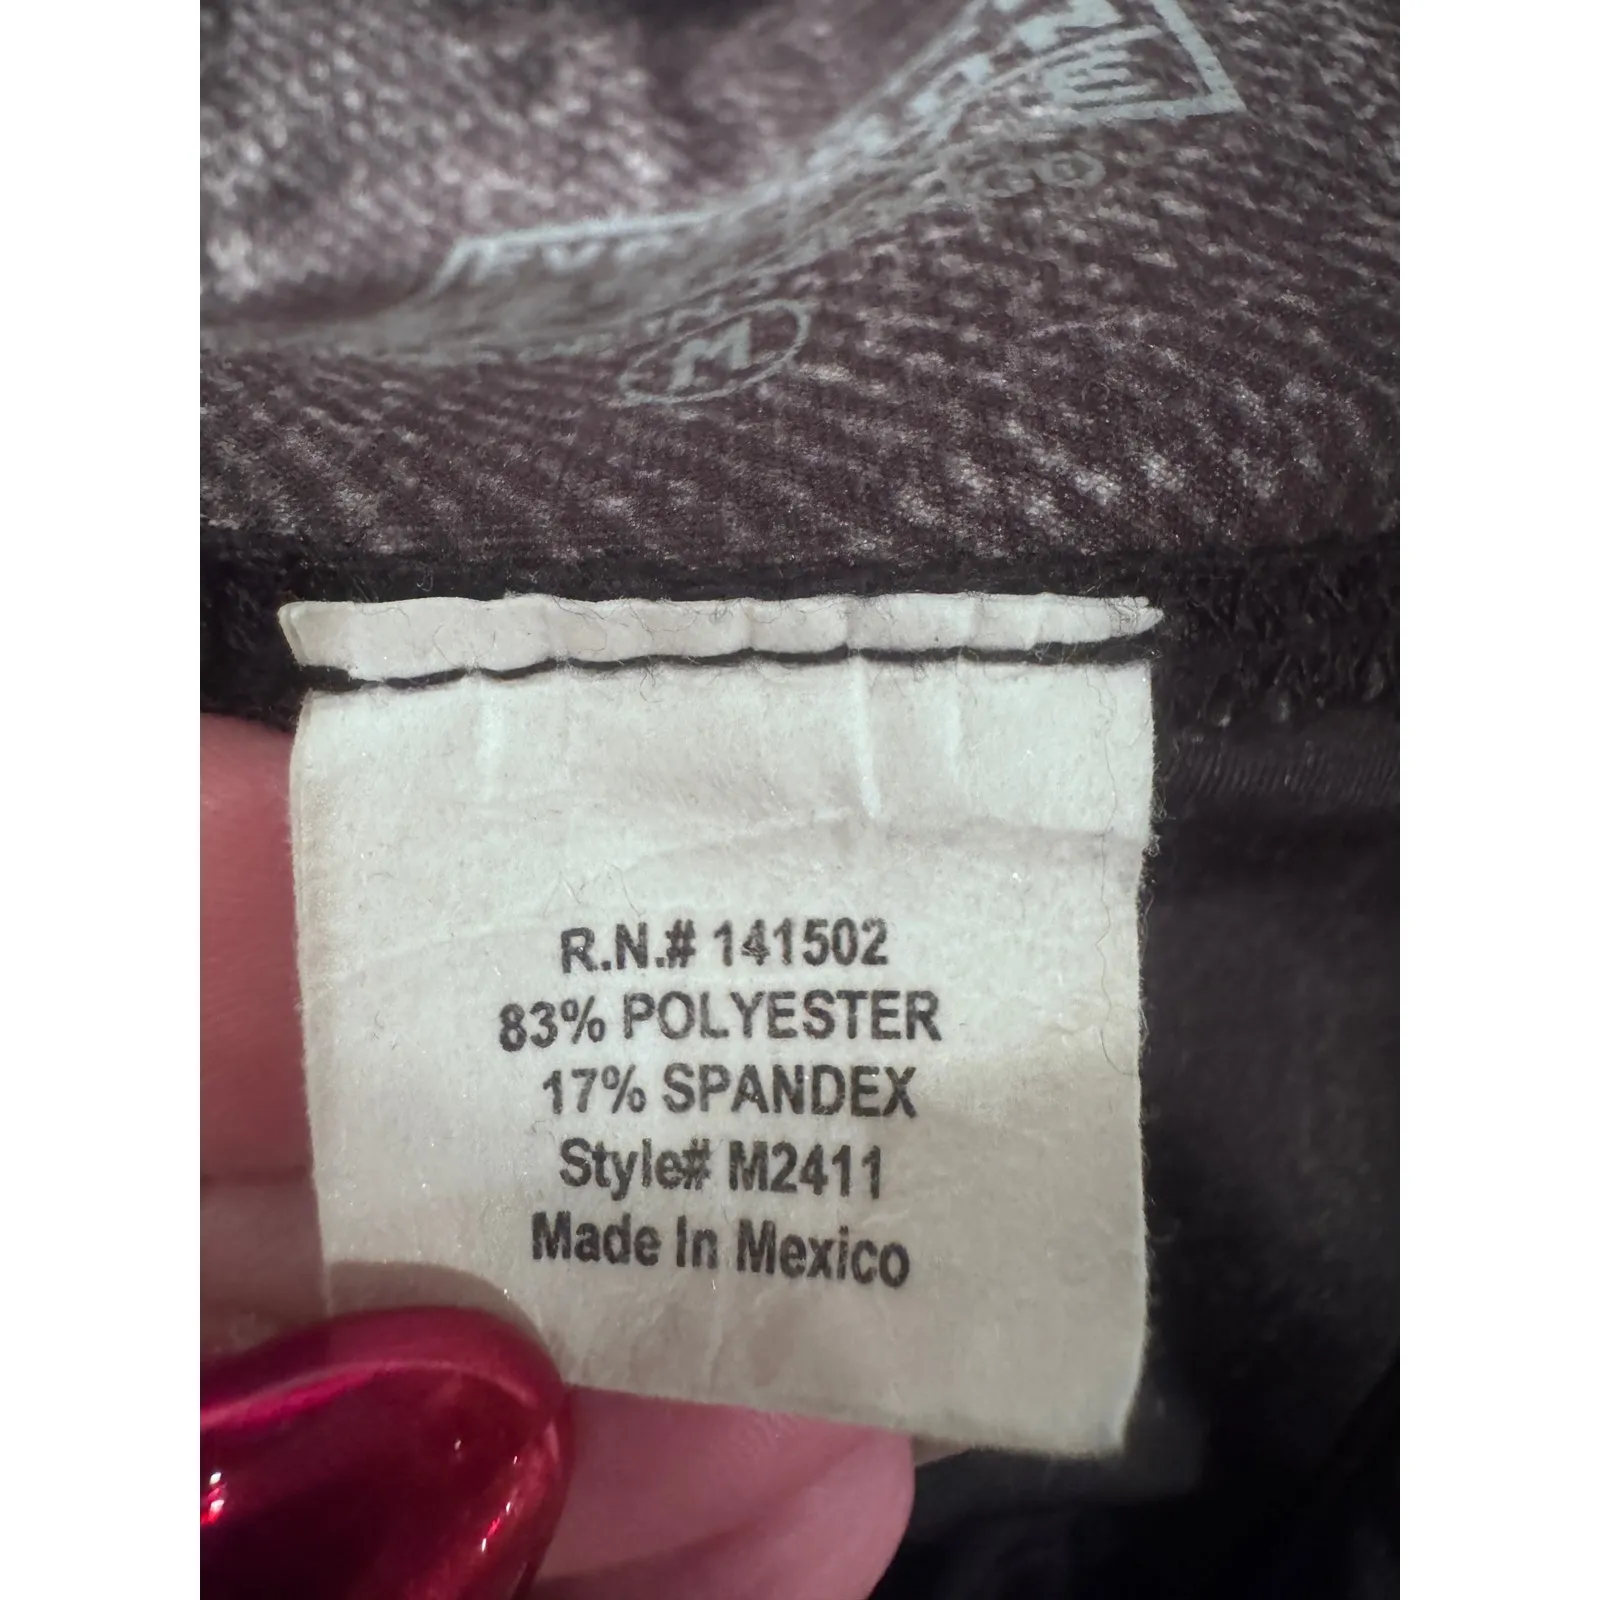 M
R.N.# 141502
83% POLYESTER
17% SPANDEX
Style# M2411
Made In Mexico